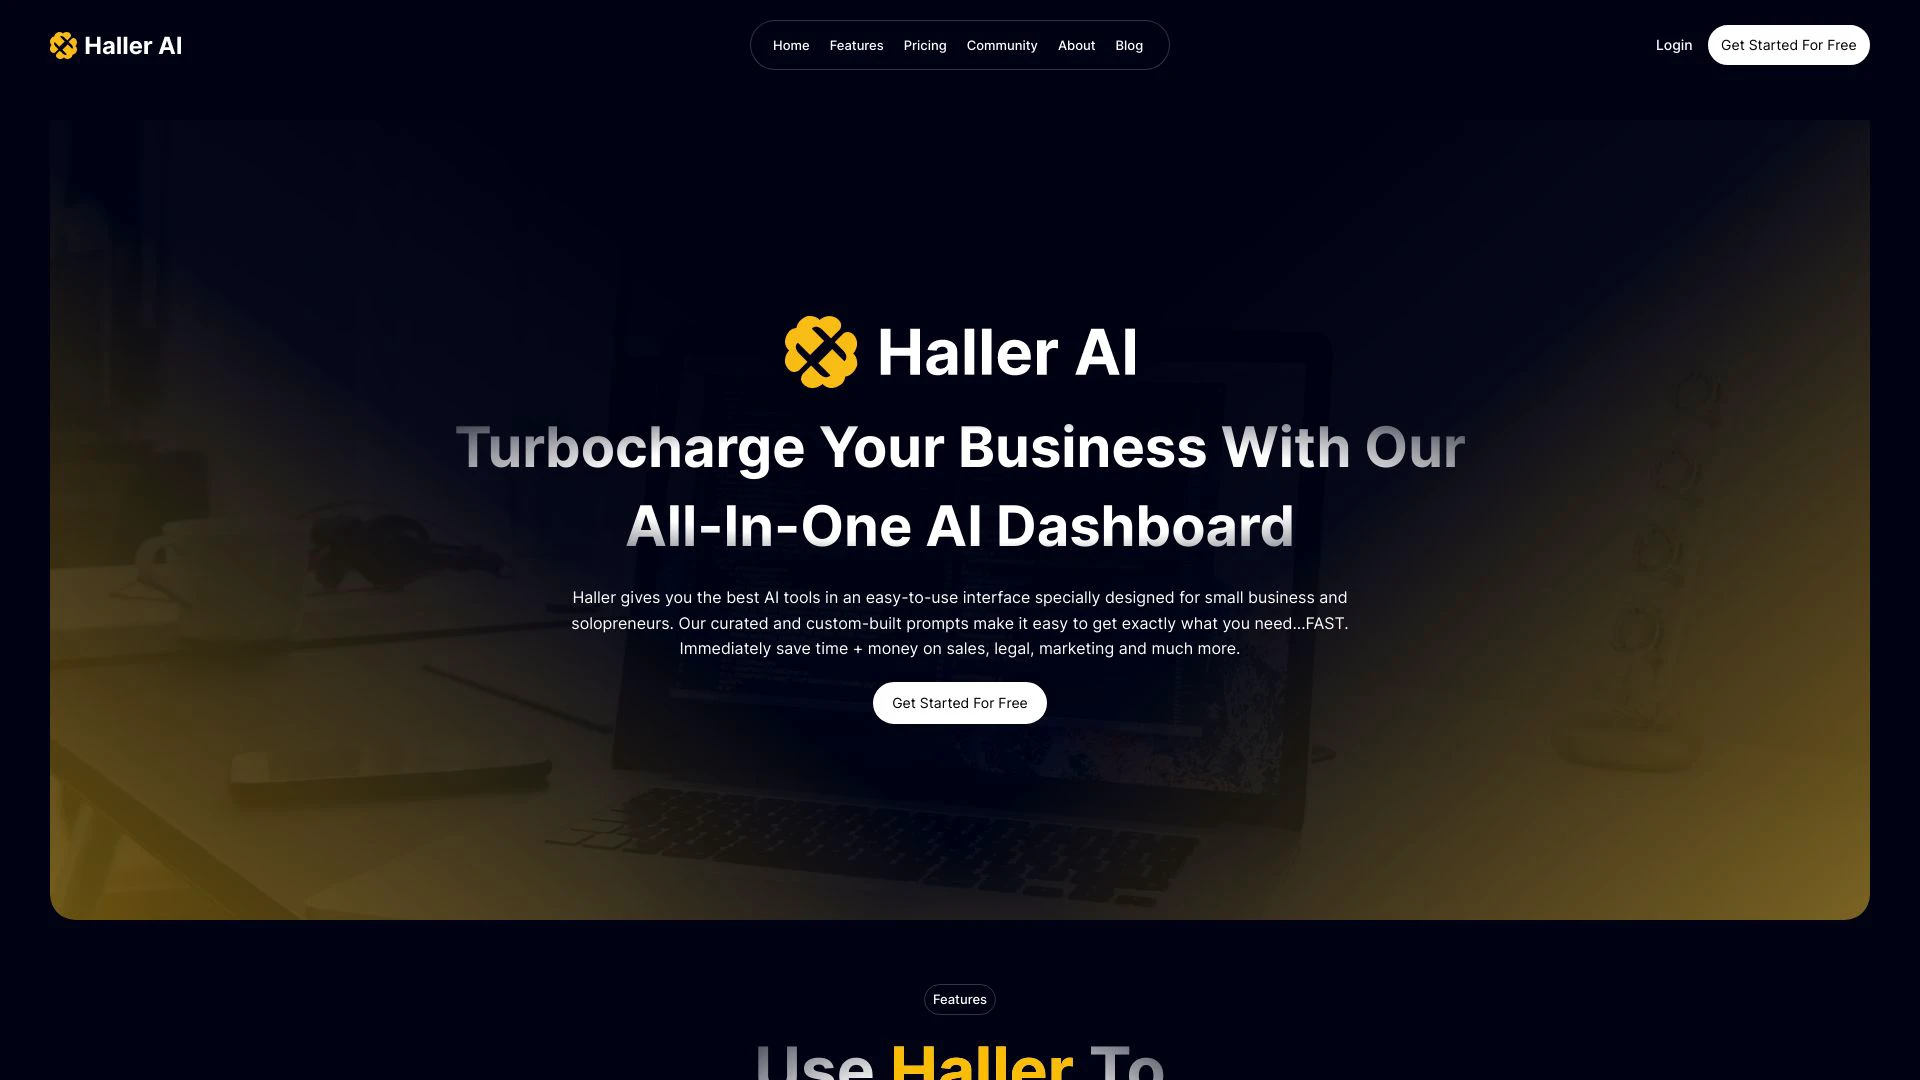 Haller AI
Home Features Pricing Community About Blog
Login
Get Started For Free
Haller AI
Turbocharge Your Business With Our
All-In-One AI Dashboard
Haller gives you the best AI tools in an easy-to-use interface specially designed for small business and
solopreneurs. Our curated and custom-built prompts make it easy to get exactly what you need...FAST.
Immediately save time + money on sales, legal, marketing and much more.
Get Started For Free
Features
Use Haller To